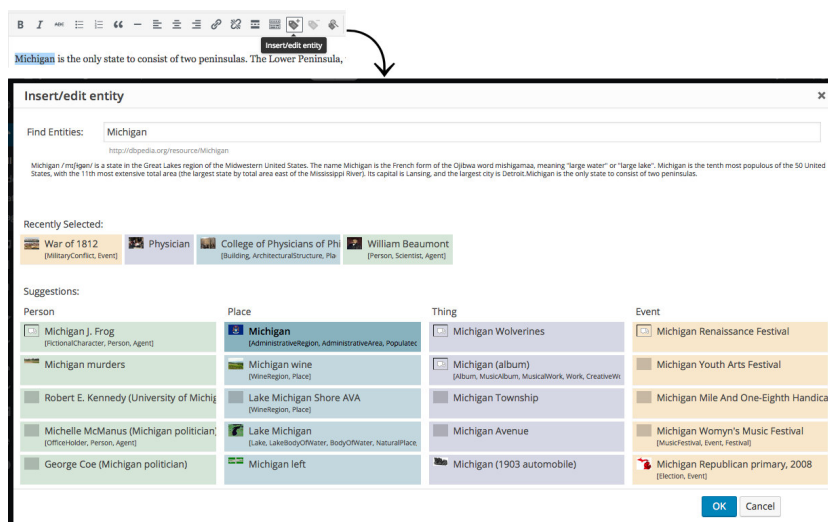 B I ABC
Insert/edit entity
Michigan is the only state to consist of two peninsulas. The Lower Peninsula,
Insert/edit entity ×
Find Entities: Michigan
http://dbpedia.org/resource/Michigan
Michigan /ˈmɪʃɨɡən/ is a state in the Great Lakes region of the Midwestern United States. The name Michigan is the French form of the Ojibwa word mishigamaa, meaning "large water" or "large lake". Michigan is the tenth most populous of the 50 United
States, with the 11th most extensive total area (the largest state by total area east of the Mississippi River). Its capital is Lansing, and the largest city is Detroit.Michigan is the only state to consist of two peninsulas.
Recently Selected:
War of 1812
[MilitaryConflict, Event]
Physician
College of Physicians of Phi
[Building, ArchitecturalStructure, Pla
William Beaumont
[Person, Scientist, Agent]
Suggestions:
Person
Michigan J. Frog
[FictionalCharacter, Person, Agent]
Michigan murders
Robert E. Kennedy (University of Michig
Michelle McManus (Michigan politician)
[OfficeHolder, Person, Agent]
George Coe (Michigan politician)
Place
Michigan
[AdministrativeRegion, AdministrativeArea, Populatec
Michigan wine
[WineRegion, Place]
Lake Michigan Shore AVA
[WineRegion, Place]
Lake Michigan
[Lake, LakeBodyOfWater, BodyOfWater, NaturalPlace,
Michigan left
Thing
Michigan Wolverines
Michigan (album)
[Album, MusicAlbum, MusicalWork, Work, CreativeWo
Michigan Township
Michigan Avenue
Michigan (1903 automobile)
Event
Michigan Renaissance Festival
Michigan Youth Arts Festival
Michigan Mile And One-Eighth Handica
Michigan Womyn's Music Festival
[MusicFestival, Event, Festival]
Michigan Republican primary, 2008
[Election, Event]
OK Cancel